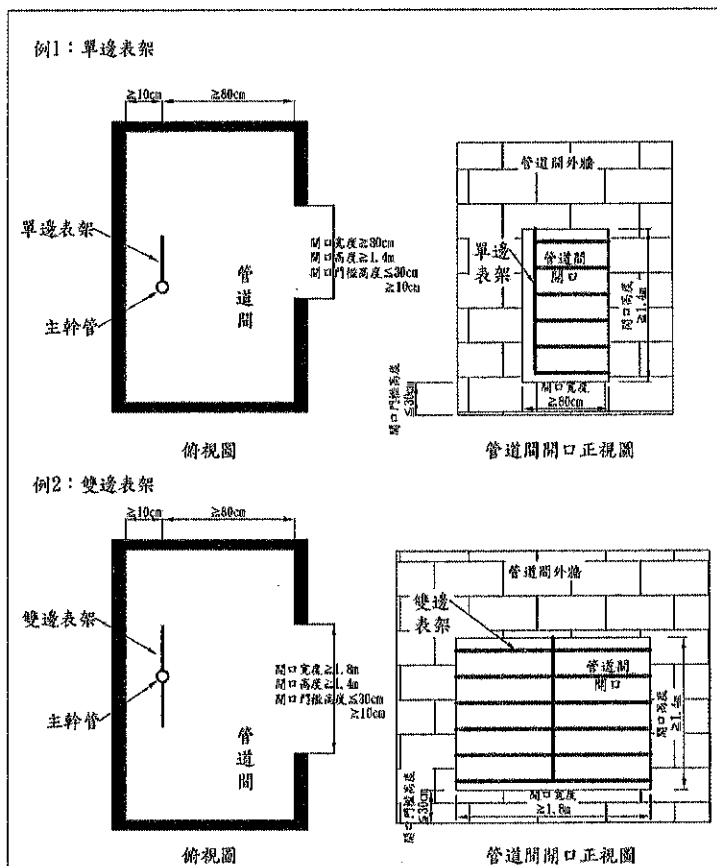 例1：單邊表架
≧10cm
≧80cm
單邊表架
主幹管
管道間
開口寬度≧80cm
開口高度≧1.4m
開口門檻高度≦30cm
≧10cm
俯視圖
管道間外牆
單邊
表架
管道間
開口
開口高度
≧1.4m
開口門檻高度
≦30cm
開口寬度
≧80cm
管道間開口正視圖
例2：雙邊表架
≧10cm
≧80cm
雙邊表架
主幹管
管道間
開口寬度≧1.8m
開口高度≧1.4m
開口門檻高度≦30cm
≧10cm
俯視圖
管道間外牆
雙邊
表架
管道間
開口
開口高度
≧1.4m
開口門檻高度
≦30cm
開口寬度
≧1.8m
管道間開口正視圖